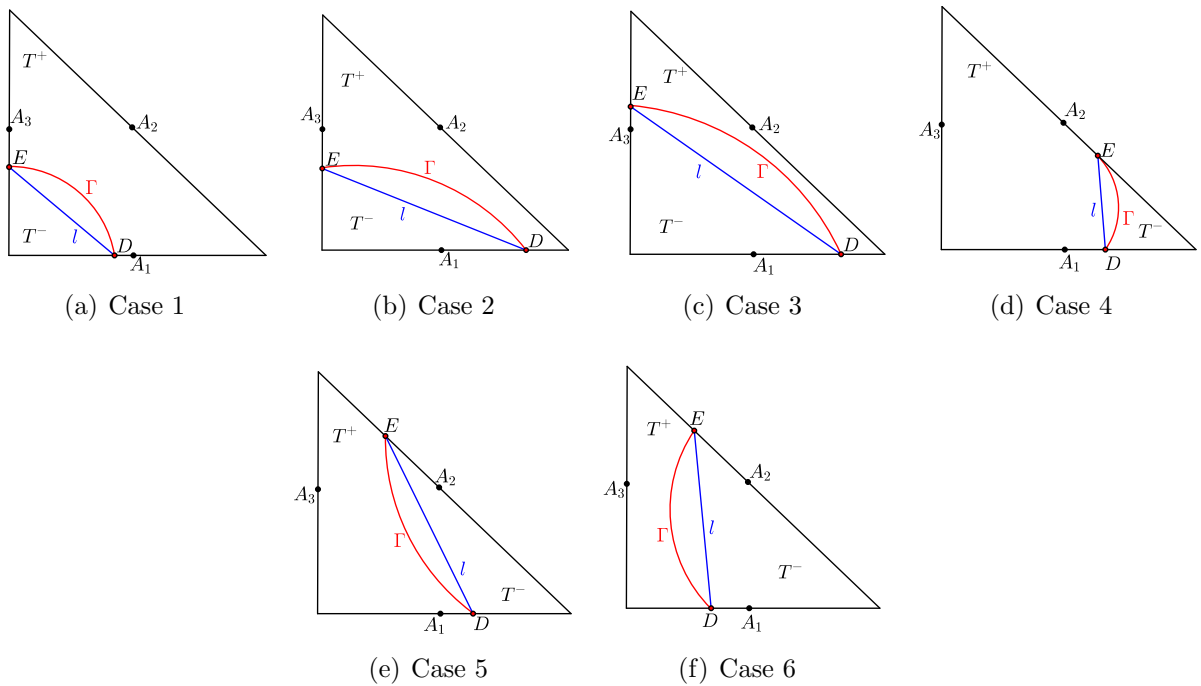 T+
A3
A2
E
Γ
T−
l
D
A1
(a) Case 1
T+
A3
A2
E
Γ
T−
l
D
A1
(b) Case 2
T+
E
A3
A2
Γ
l
T−
D
A1
(c) Case 3
T+
A3
A2
E
l
Γ
T−
A1
D
(d) Case 4
E
T+
A2
A3
Γ
l
T−
A1
D
(e) Case 5
E
T+
A2
A3
Γ
l
T−
D
A1
(f) Case 6